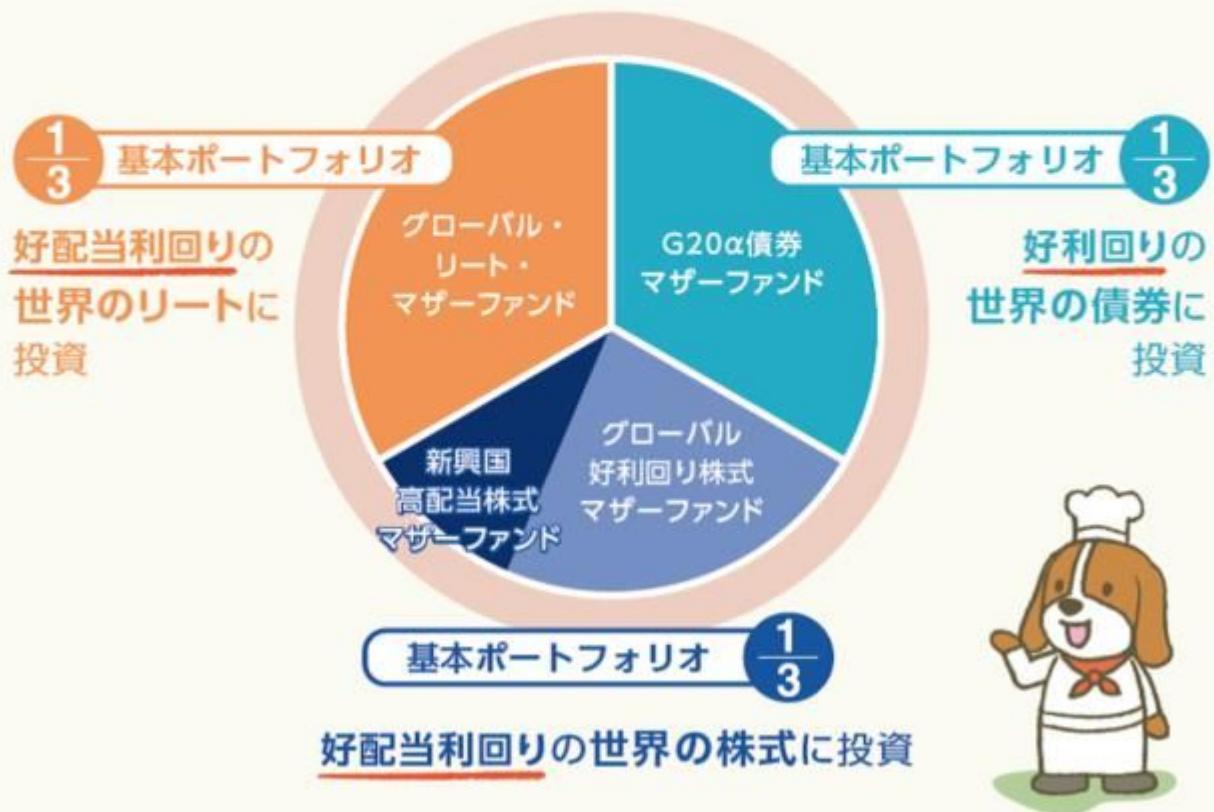 1/3 基本ポートフォリオ
好配当利回りの
世界のリートに
投資
グローバル・
リート・
マザーファンド
基本ポートフォリオ 1/3
好利回りの
世界の債券に
投資
G20α債券
マザーファンド
新興国
高配当株式
マザーファンド
グローバル
好利回り株式
マザーファンド
基本ポートフォリオ 1/3
好配当利回りの世界の株式に投資